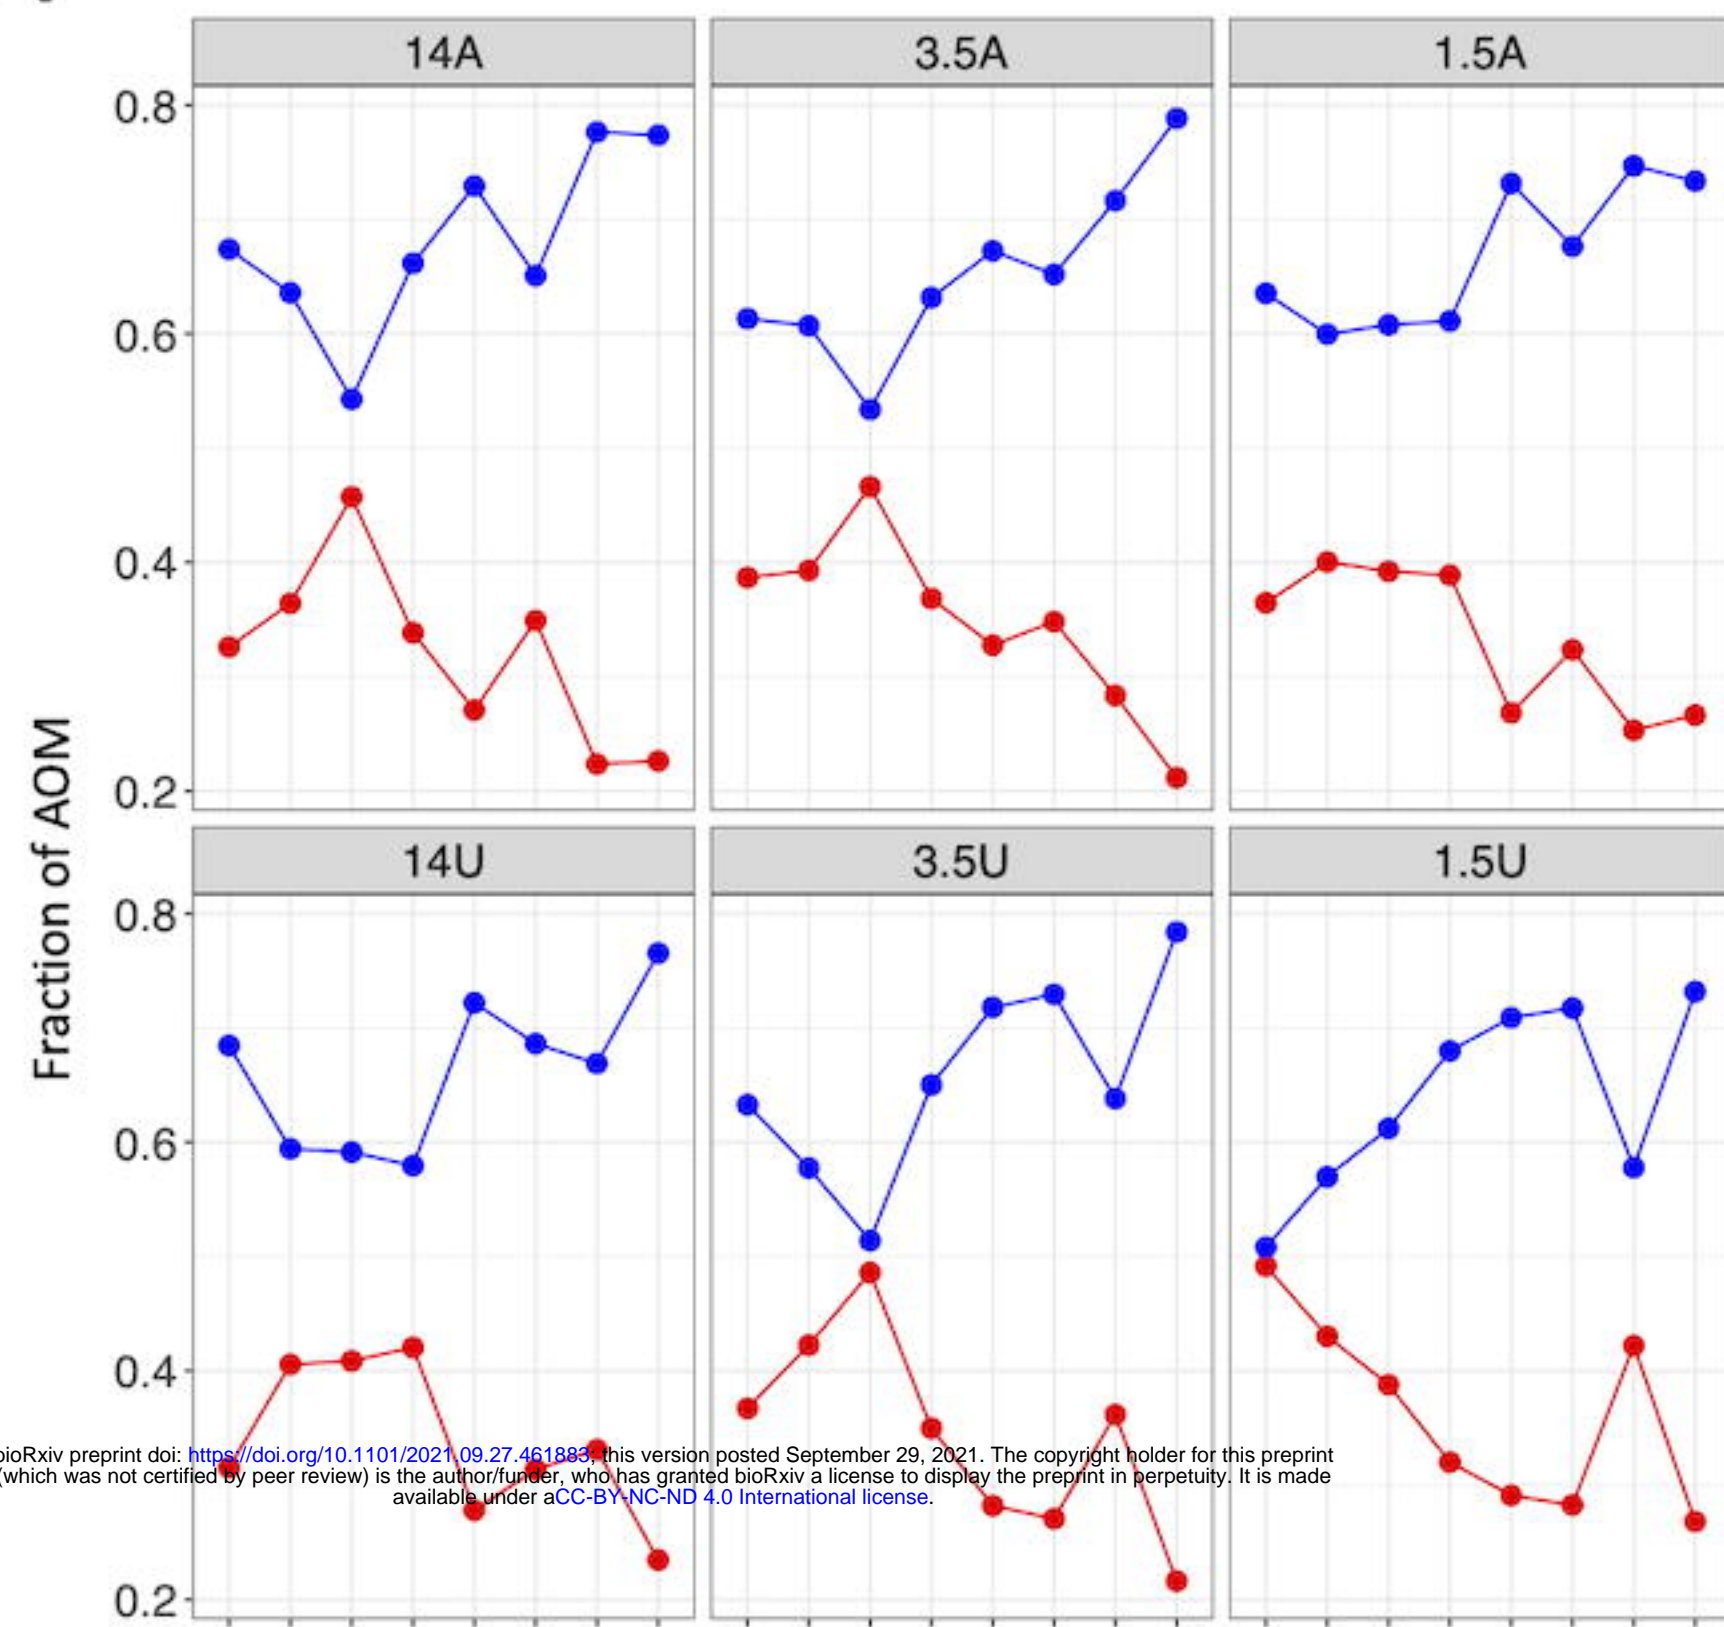 14A 3.5A 1.5A
0.8
0.6
0.4
0.2
Fraction of AOM
14U 3.5U 1.5U
0.8
0.6
0.4
bioRxiv preprint doi: https://doi.org/10.1101/2021.09.27.461883; this version posted September 29, 2021. The copyright holder for this preprint
(which was not certified by peer review) is the author/funder, who has granted bioRxiv a license to display the preprint in perpetuity. It is made
available under aCC-BY-NC-ND 4.0 International license.
0.2